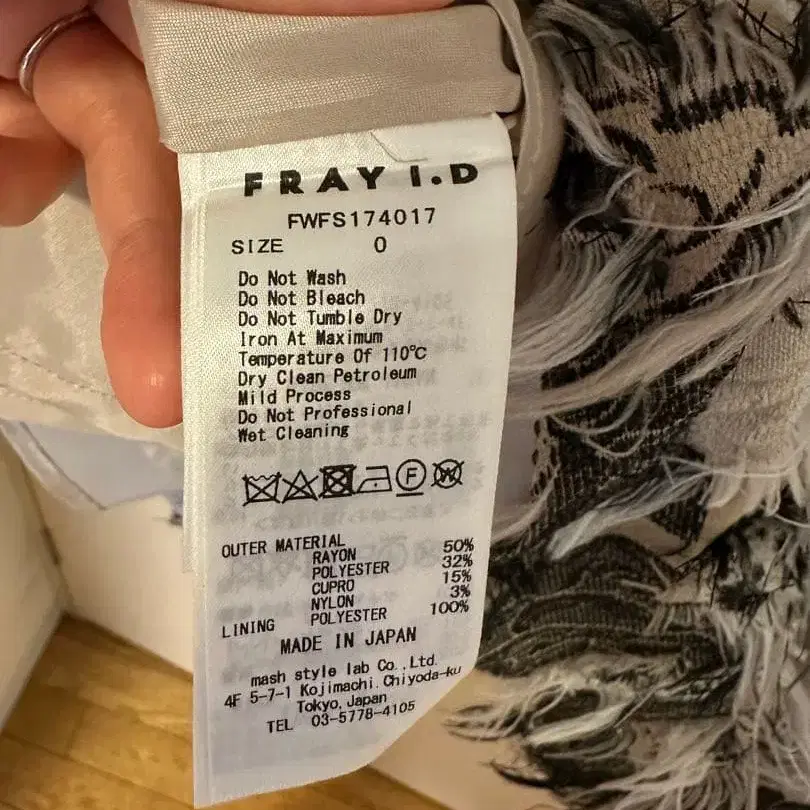 FRAY I.D
FWFS174017
SIZE 0
Do Not Wash
Do Not Bleach
Do Not Tumble Dry
Iron At Maximum
Temperature Of 110℃
Dry Clean Petroleum
Mild Process
Do Not Professional
Wet Cleaning
F W
OUTER MATERIAL
RAYON 50%
POLYESTER 32%
CUPRO 15%
NYLON 3%
LINING POLYESTER 100%
MADE IN JAPAN
mash style lab Co.,Ltd.
4F 5-7-1 Kojimachi.Chiyoda-ku
Tokyo,Japan
TEL 03-5778-4105